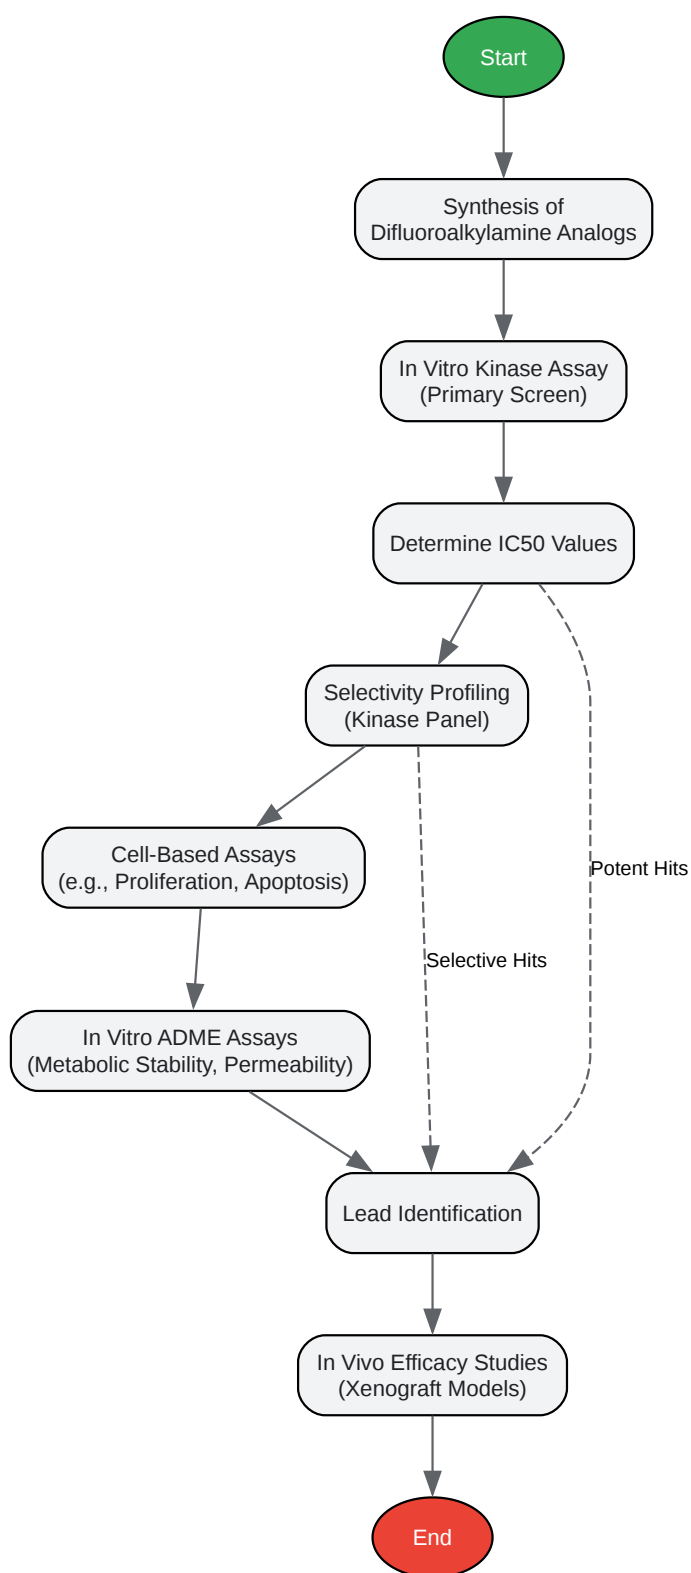 Start
Synthesis of
Difluoroalkylamine Analogs
In Vitro Kinase Assay
(Primary Screen)
Determine IC50 Values
Selectivity Profiling
(Kinase Panel)
Cell-Based Assays
(e.g., Proliferation, Apoptosis)
Potent Hits
Selective Hits
In Vitro ADME Assays
(Metabolic Stability, Permeability)
Lead Identification
In Vivo Efficacy Studies
(Xenograft Models)
End